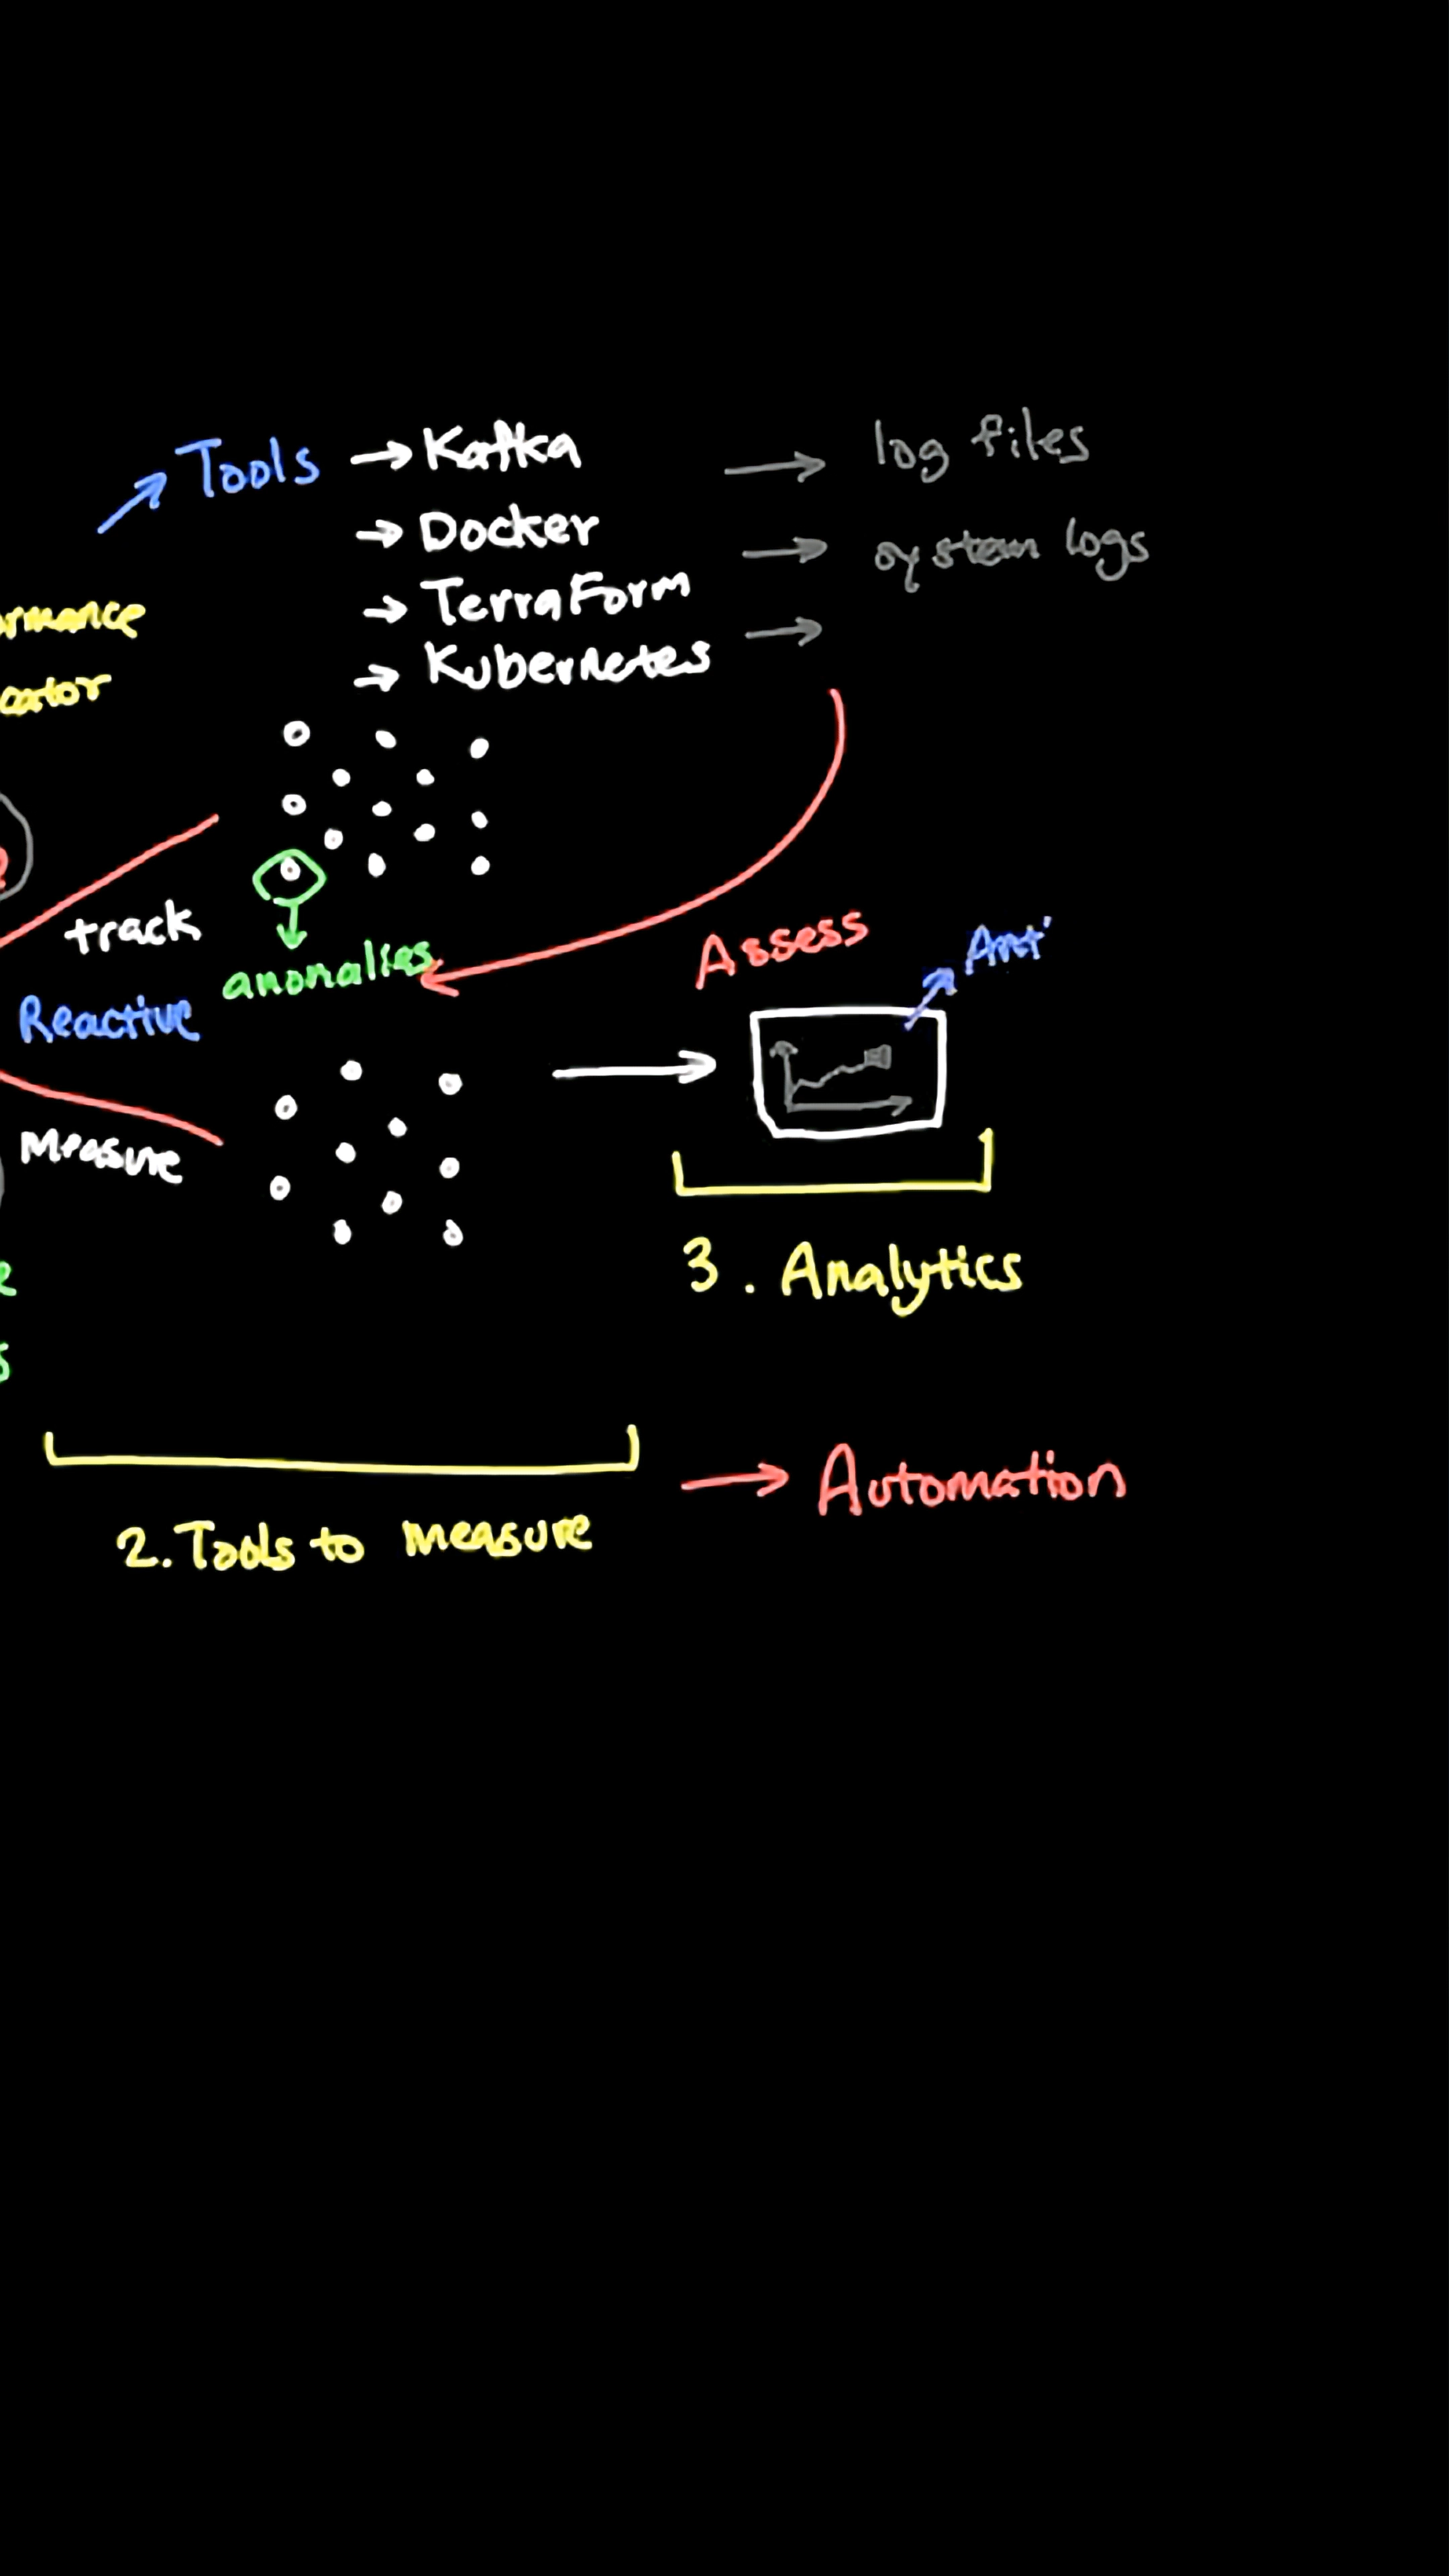 Tools → Kafka → log files
→ Docker → system logs
→ TerraForm →
→ Kubernetes
track
anomalies
Reactive
Assess
Measure
3. Analytics
→ Automation
2. Tools to measure